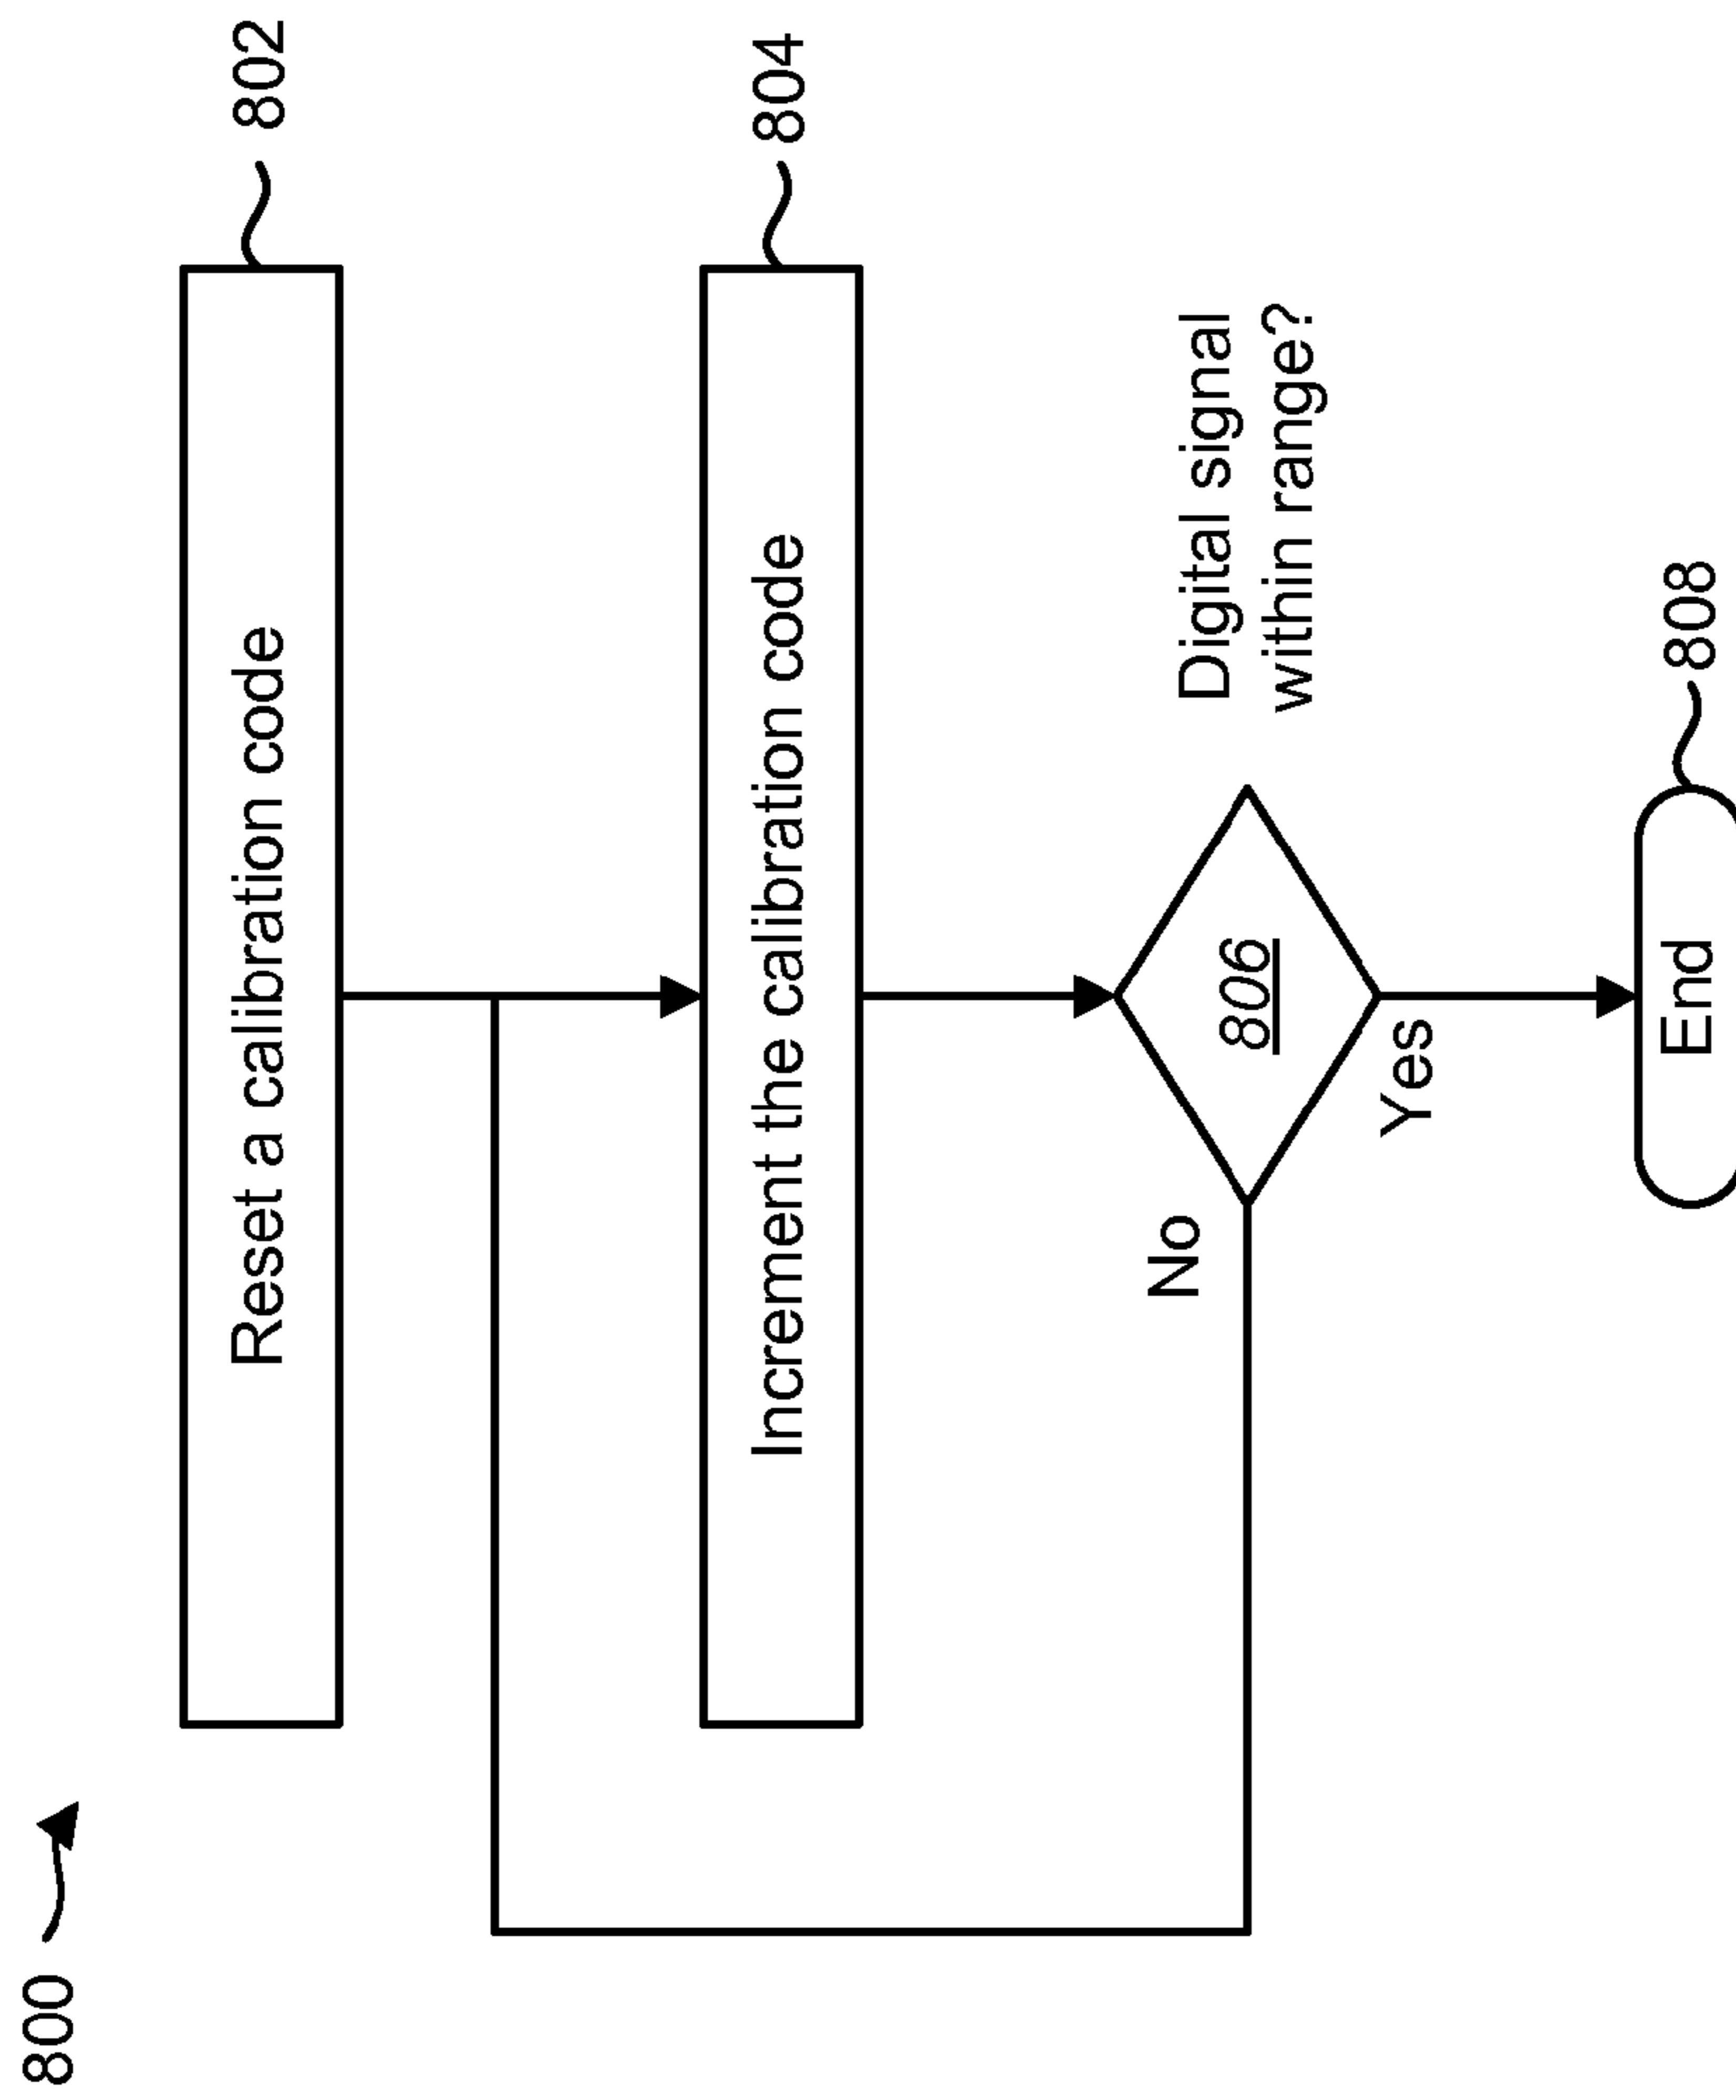 800
Reset a calibration code
802
Increment the calibration code
804
Digital signal
within range?
806
No
Yes
End
808